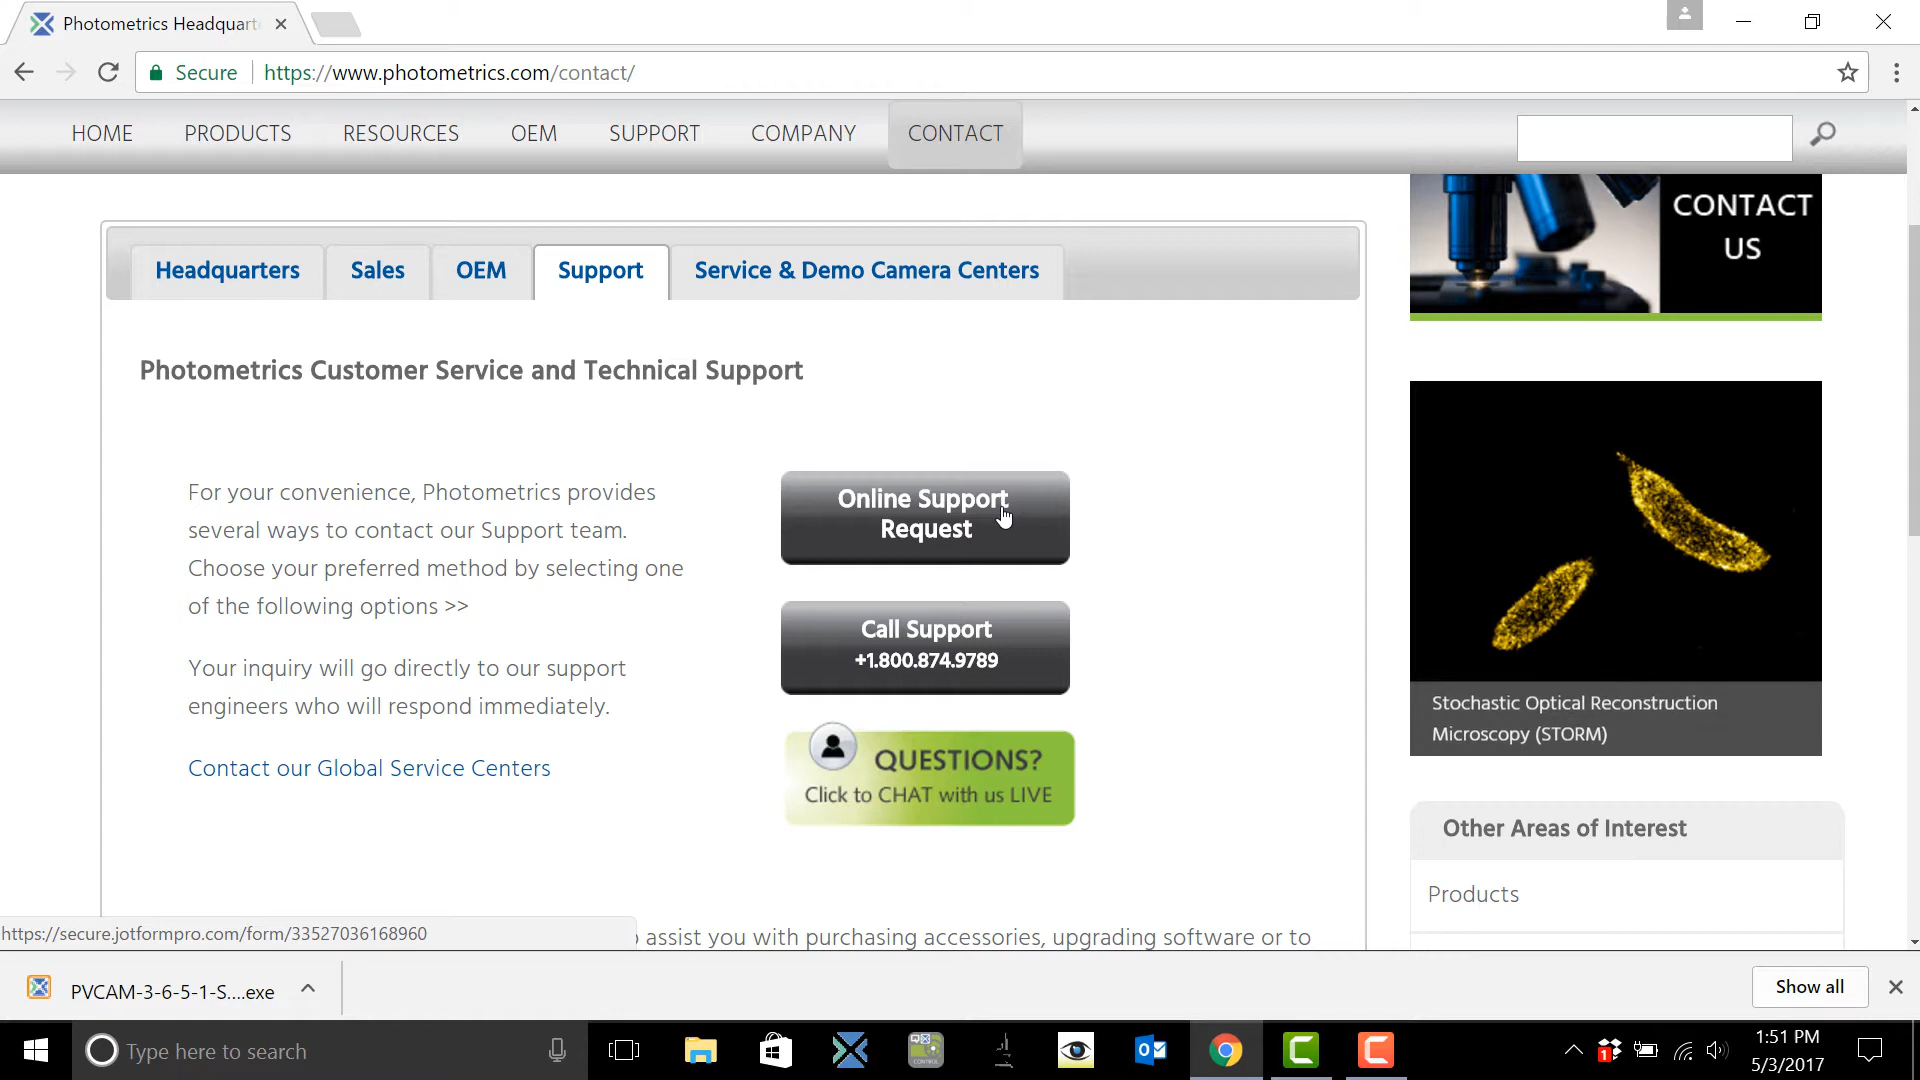 Photometrics Headquart
Secure https://www.photometrics.com/contact/
HOME PRODUCTS RESOURCES OEM SUPPORT COMPANY CONTACT
CONTACT
US
Headquarters Sales OEM Support Service & Demo Camera Centers
Photometrics Customer Service and Technical Support
For your convenience, Photometrics provides
several ways to contact our Support team.
Choose your preferred method by selecting one
of the following options >>
Your inquiry will go directly to our support
engineers who will respond immediately.
Contact our Global Service Centers
Online Support
Request
Call Support
+1.800.874.9789
QUESTIONS?
Click to CHAT with us LIVE
Stochastic Optical Reconstruction
Microscopy (STORM)
Other Areas of Interest
Products
https://secure.jotformpro.com/form/33527036168960
assist you with purchasing accessories, upgrading software or to
PVCAM-3-6-5-1-S....exe
Show all
Type here to search
1:51 PM
5/3/2017